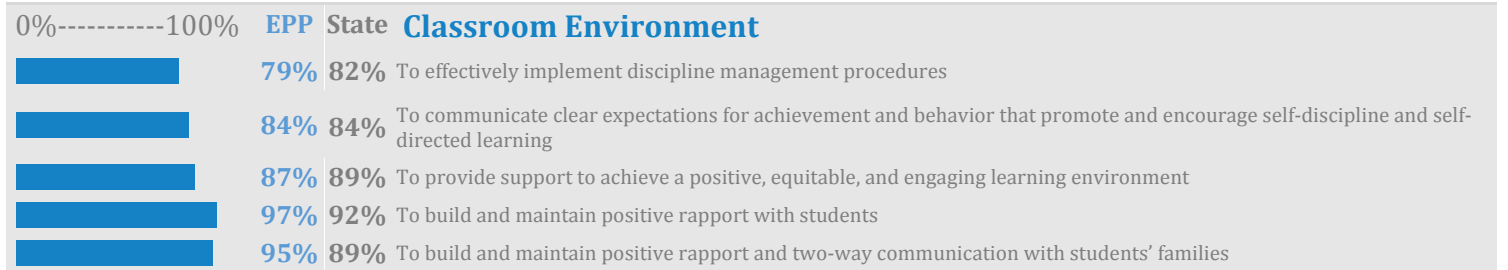 0%-----------100% EPP State Classroom Environment
79% 82% To effectively implement discipline management procedures
84% 84% To communicate clear expectations for achievement and behavior that promote and encourage self-discipline and self-
directed learning
87% 89% To provide support to achieve a positive, equitable, and engaging learning environment
97% 92% To build and maintain positive rapport with students
95% 89% To build and maintain positive rapport and two-way communication with students’ families